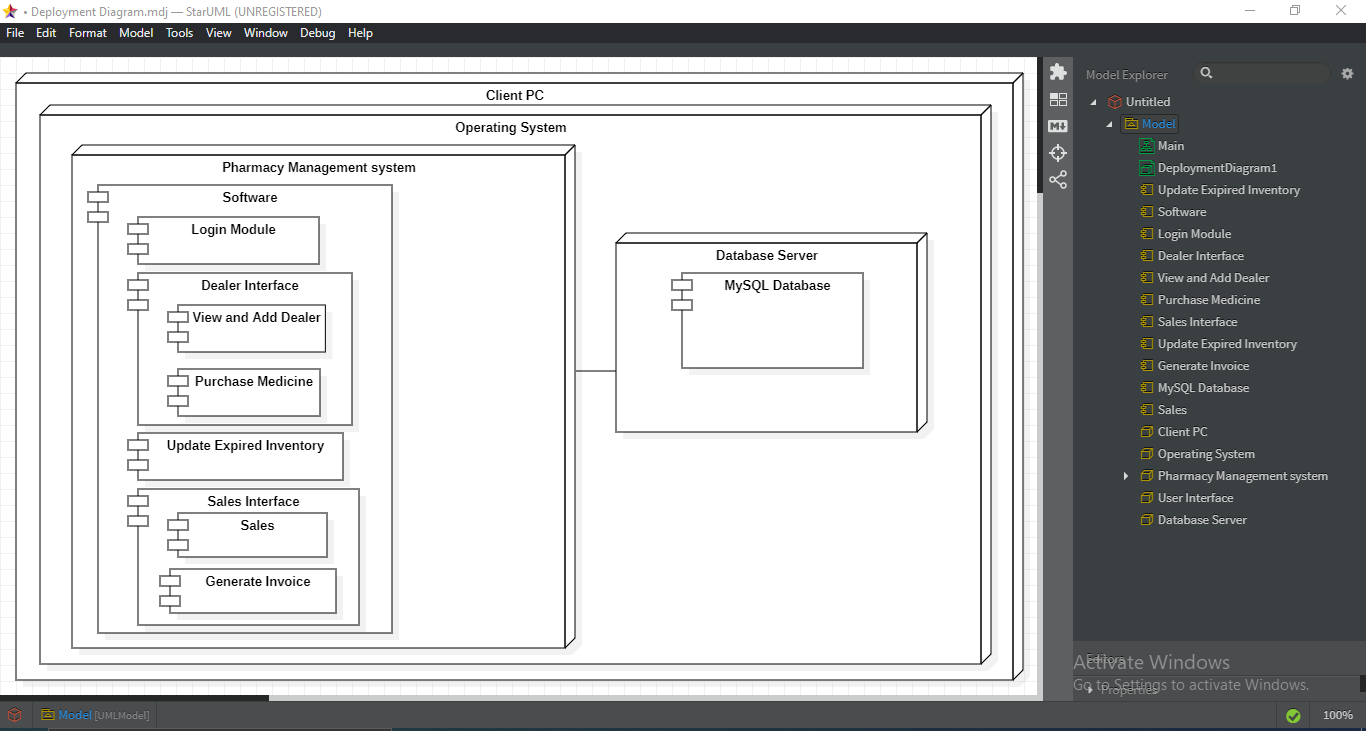 • Deployment Diagram.mdj — StarUML (UNREGISTERED)
File Edit Format Model Tools View Window Debug Help
Client PC
Operating System
Pharmacy Management system
Software
Login Module
Dealer Interface
View and Add Dealer
Purchase Medicine
Update Expired Inventory
Sales Interface
Sales
Generate Invoice
Database Server
MySQL Database
Model Explorer
Untitled
Model
Main
DeploymentDiagram1
Update Exipired Inventory
Software
Login Module
Dealer Interface
View and Add Dealer
Purchase Medicine
Sales Interface
Update Expired Inventory
Generate Invoice
MySQL Database
Sales
Client PC
Operating System
Pharmacy Management system
User Interface
Database Server
Editors
Activate Windows
Go to Settings to activate Windows.
Properties
Model [UMLModel]
100%